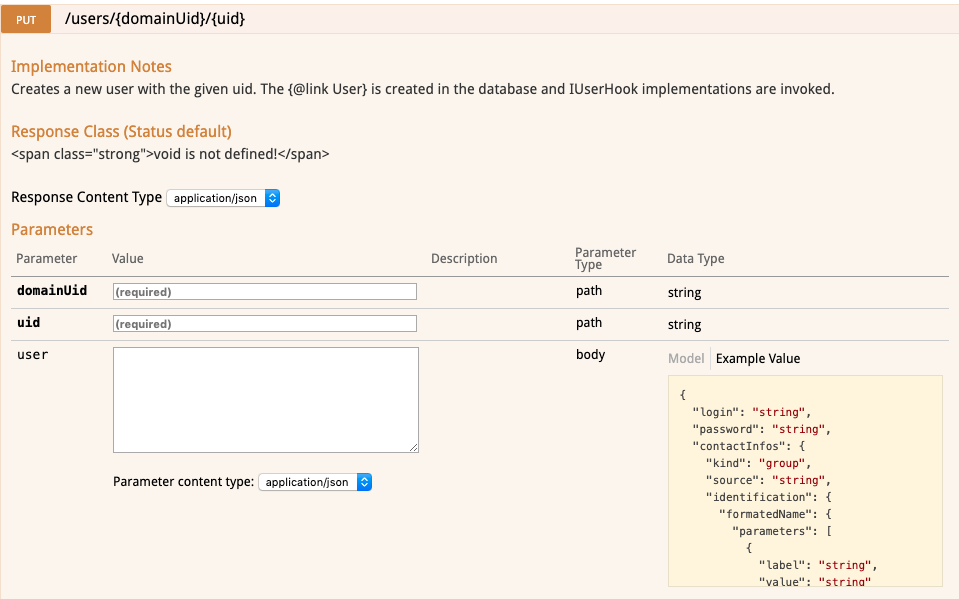 PUT /users/{domainUid}/{uid}
Implementation Notes
Creates a new user with the given uid. The {@link User} is created in the database and IUserHook implementations are invoked.
Response Class (Status default)
<span class="strong">void is not defined!</span>
Response Content Type application/json
Parameters
Parameter Value Description Parameter Type Data Type
domainUid (required) path string
uid (required) path string
user body Model Example Value
{
"login": "string",
"password": "string",
"contactInfos": {
"kind": "group",
"source": "string",
"identification": {
"formatedName": {
"parameters": [
{
"label": "string",
"value": "string"
Parameter content type: application/json